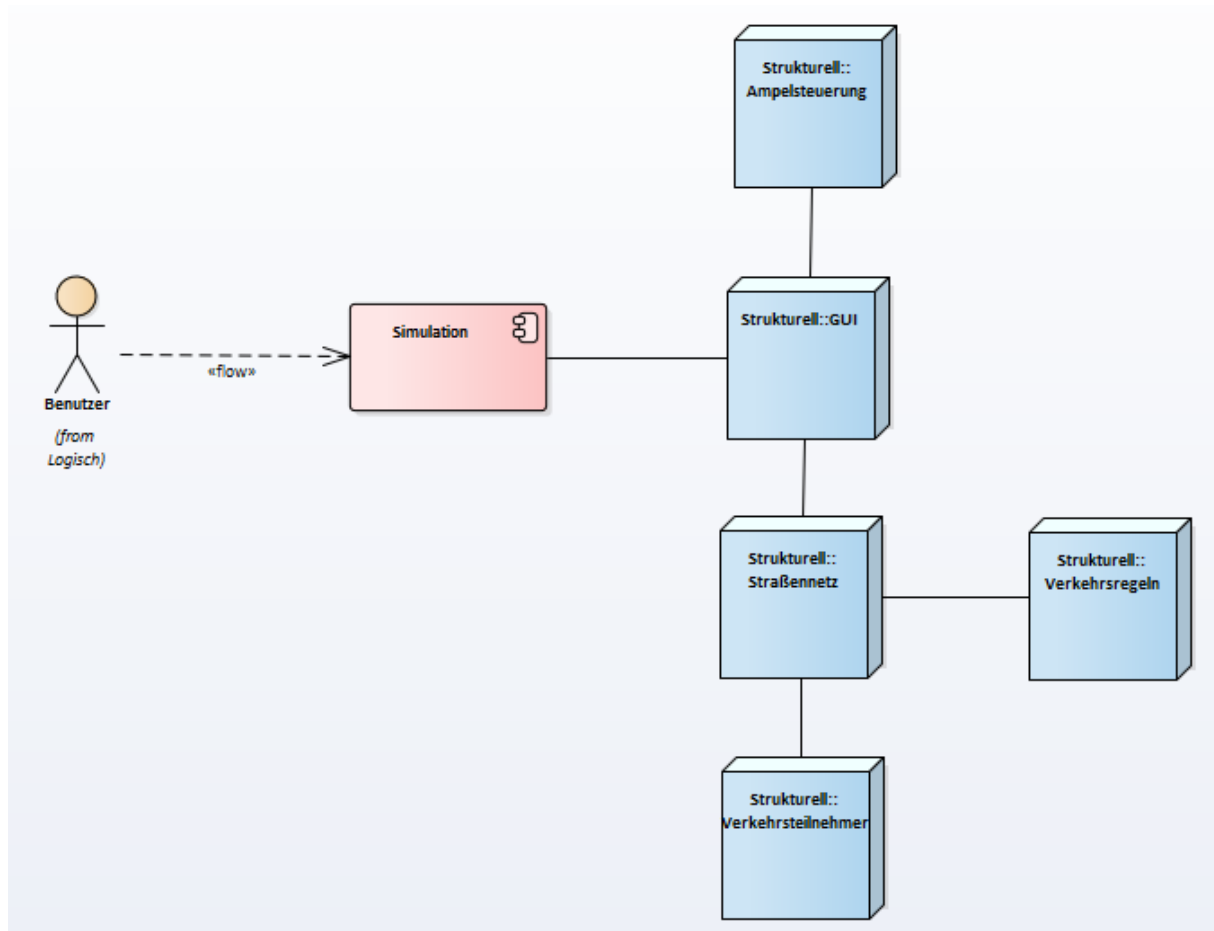 Strukturell::
Ampelsteuerung
Strukturell::GUI
Simulation
«flow»
Benutzer
(from
Logisch)
Strukturell::
Straßennetz
Strukturell::
Verkehrsregeln
Strukturell::
Verkehrsteilnehmer